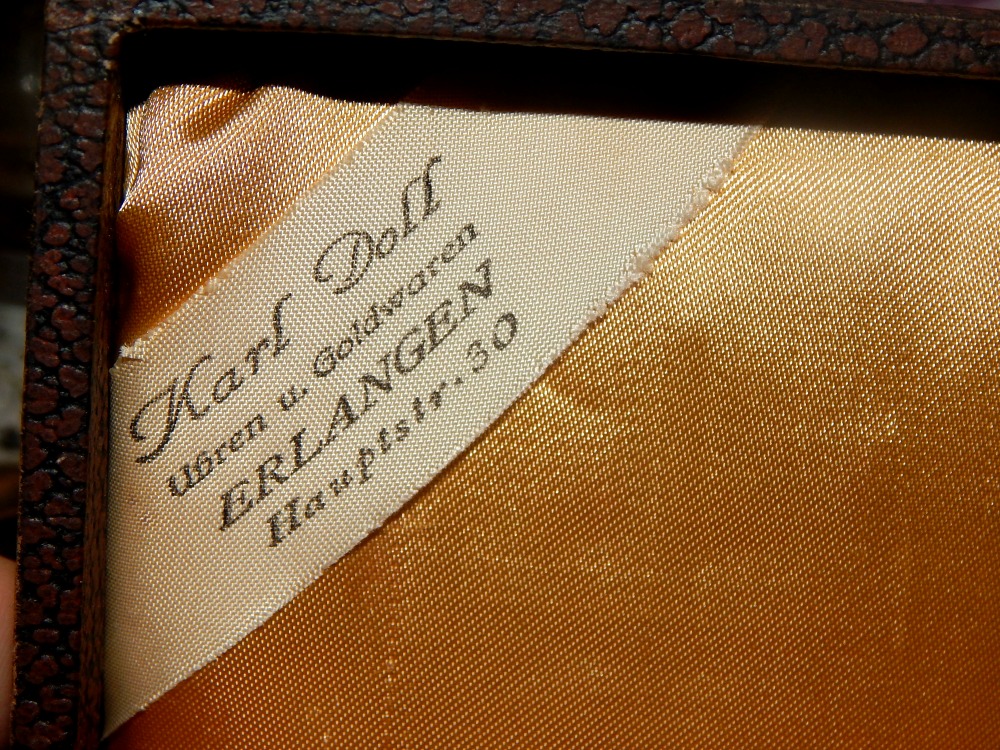 Karl Doll
Uhren u. Goldwaren
ERLANGEN
Hauptstr. 30